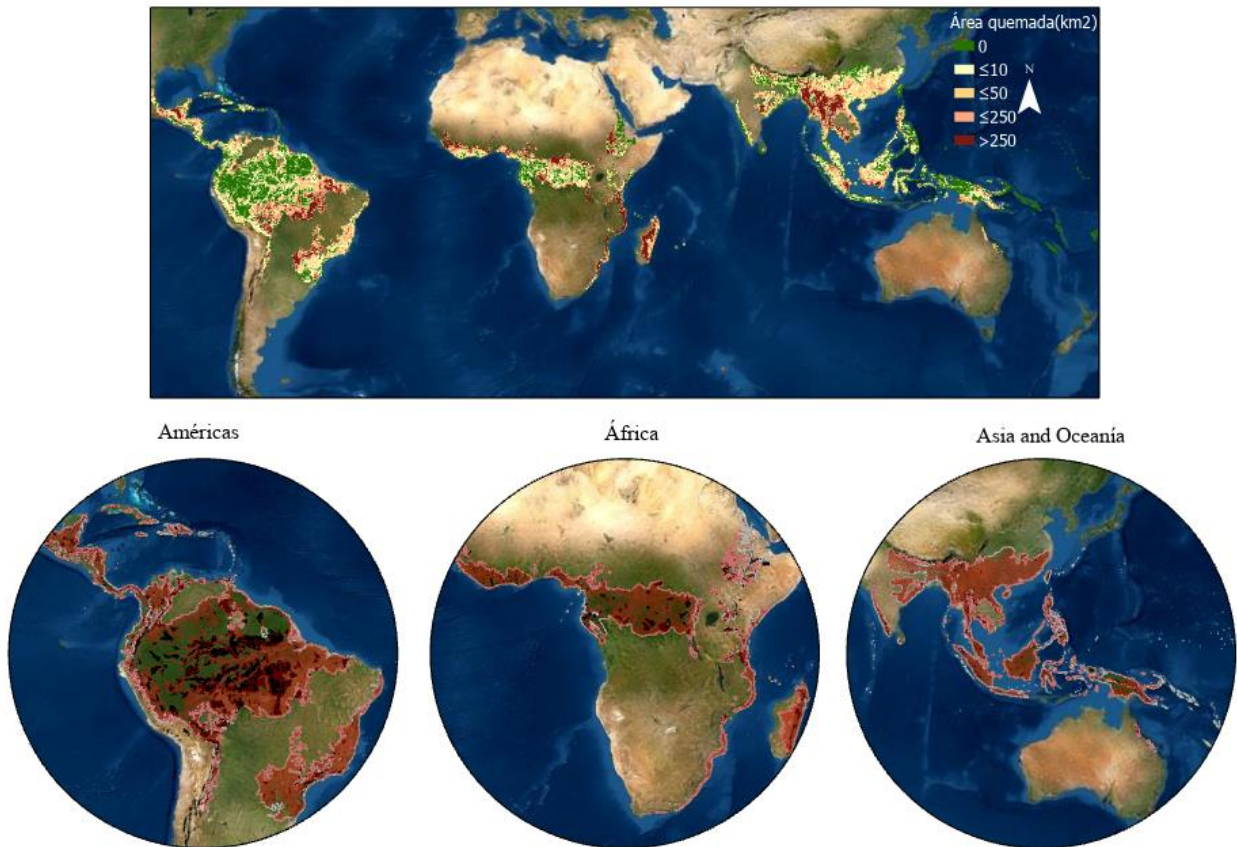 Área quemada(km2)
0
≤10
N
≤50
≤250
>250
Américas
África
Asia and Oceanía